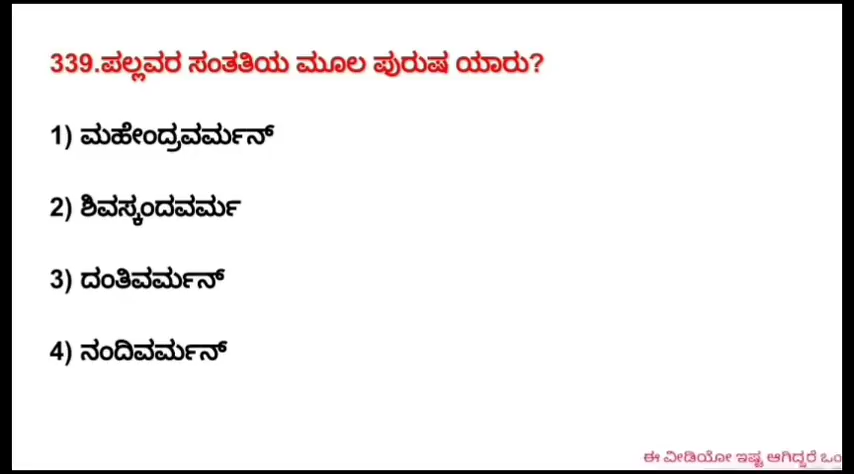 339.ಪಲ್ಲವರ ಸಂತತಿಯ ಮೂಲ ಪುರುಷ ಯಾರು?
1) ಮಹೇಂದ್ರವರ್ಮನ್
2) ಶಿವಸ್ಕಂದವರ್ಮ
3) ದಂತಿವರ್ಮನ್
4) ನಂದಿವರ್ಮನ್
ಈ ವೀಡಿಯೋ ಇಷ್ಟ ಆಗಿದ್ದರೆ ಒಂ